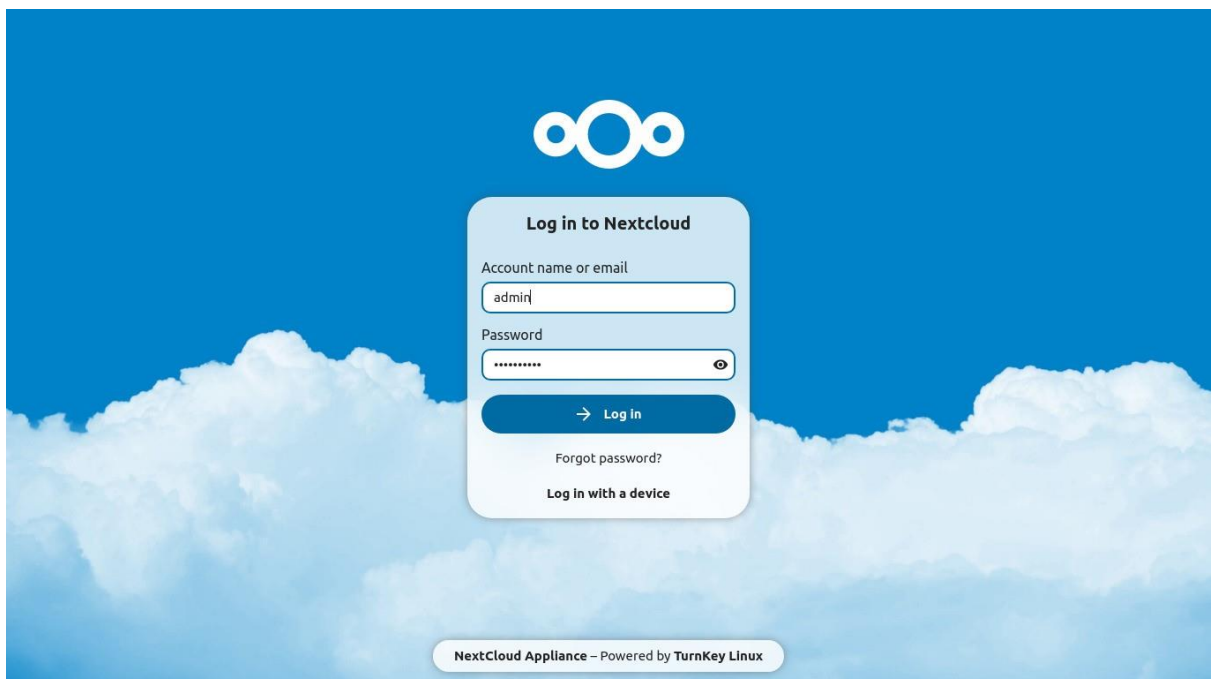 Log in to Nextcloud
Account name or email
admin
Password
••••••••••
Log in
Forgot password?
Log in with a device
NextCloud Appliance – Powered by TurnKey Linux